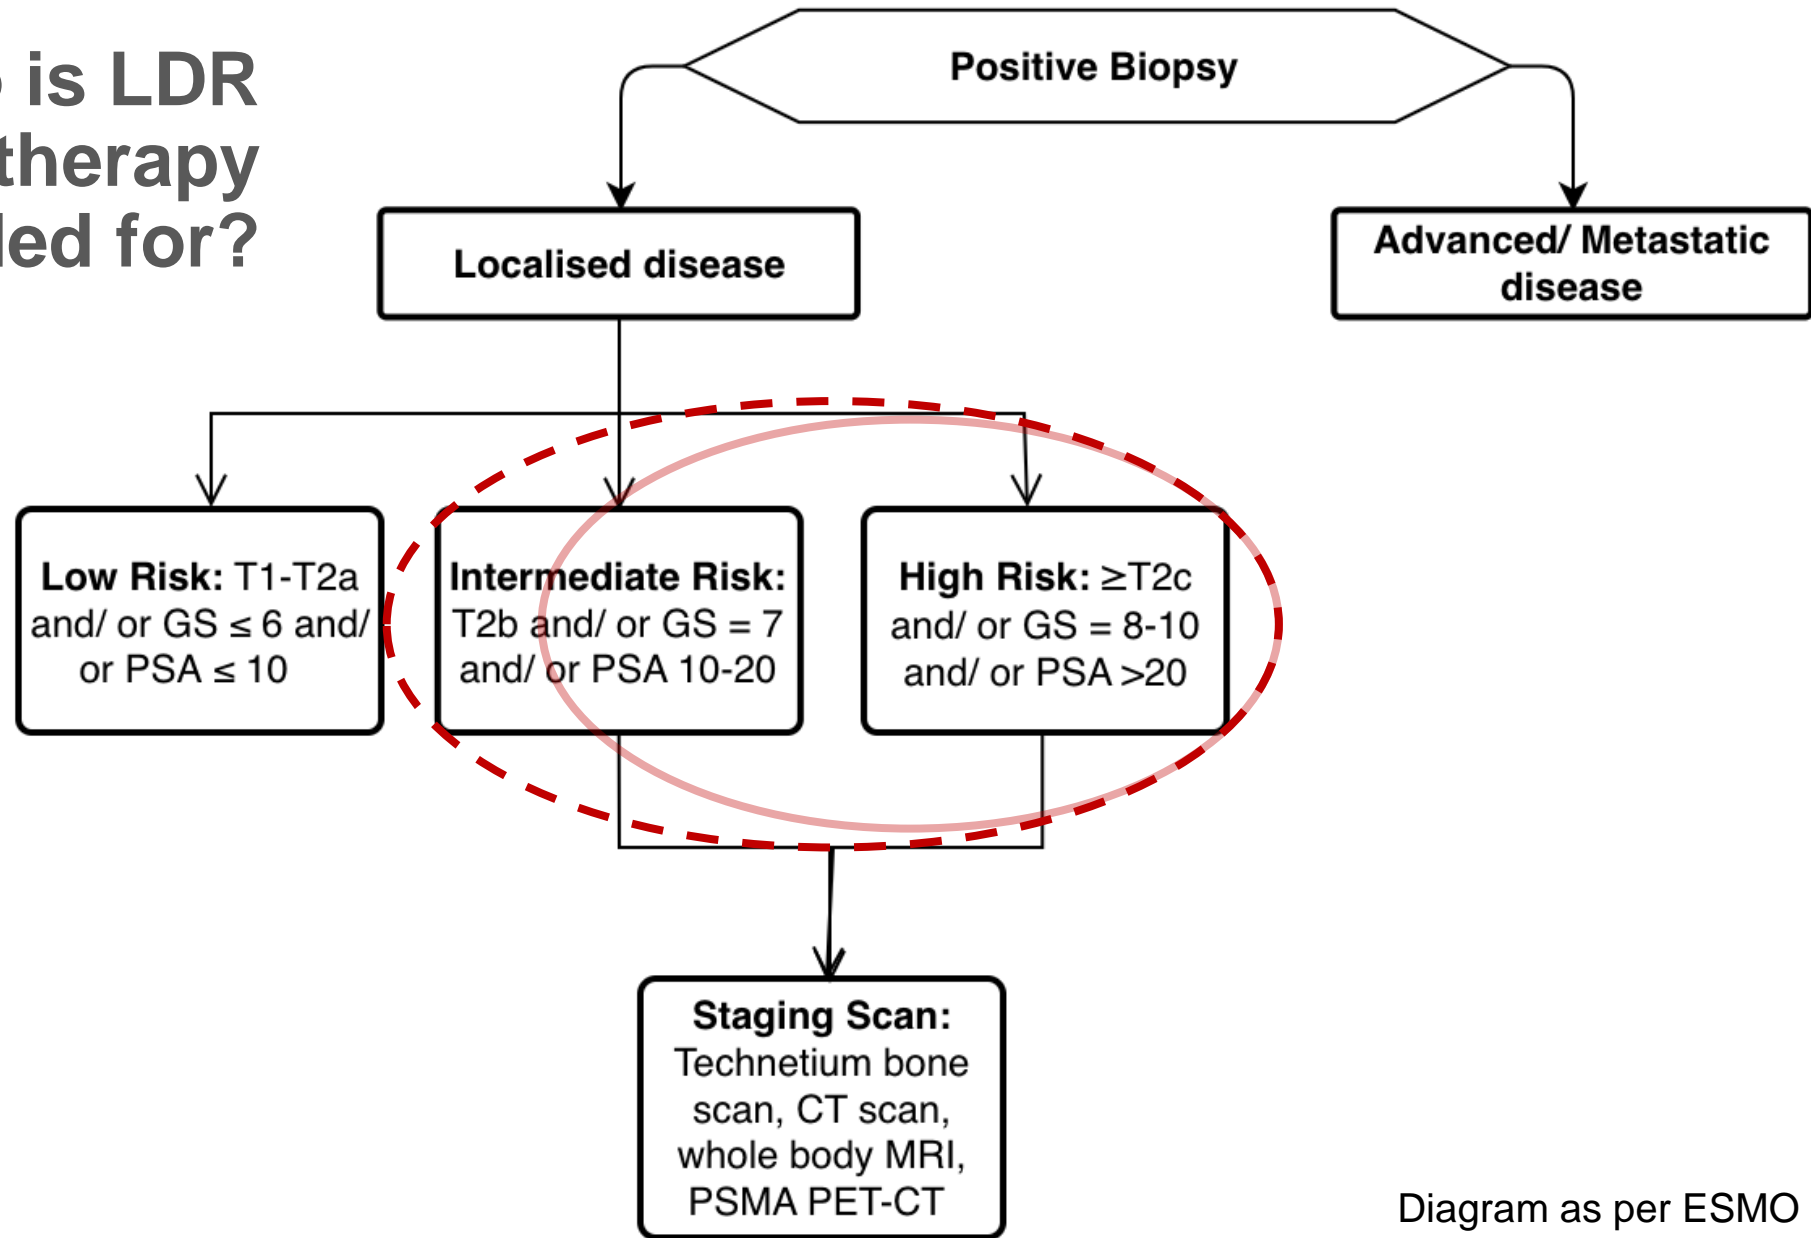 is LDR
therapy
for?
Positive Biopsy
Localised disease
Advanced/ Metastatic
disease
Low Risk: T1-T2a
and/ or GS ≤ 6 and/
or PSA ≤ 10
Intermediate Risk:
T2b and/ or GS = 7
and/ or PSA 10-20
High Risk: ≥T2c
and/ or GS = 8-10
and/ or PSA >20
Staging Scan:
Technetium bone
scan, CT scan,
whole body MRI,
PSMA PET-CT
Diagram as per ESMO